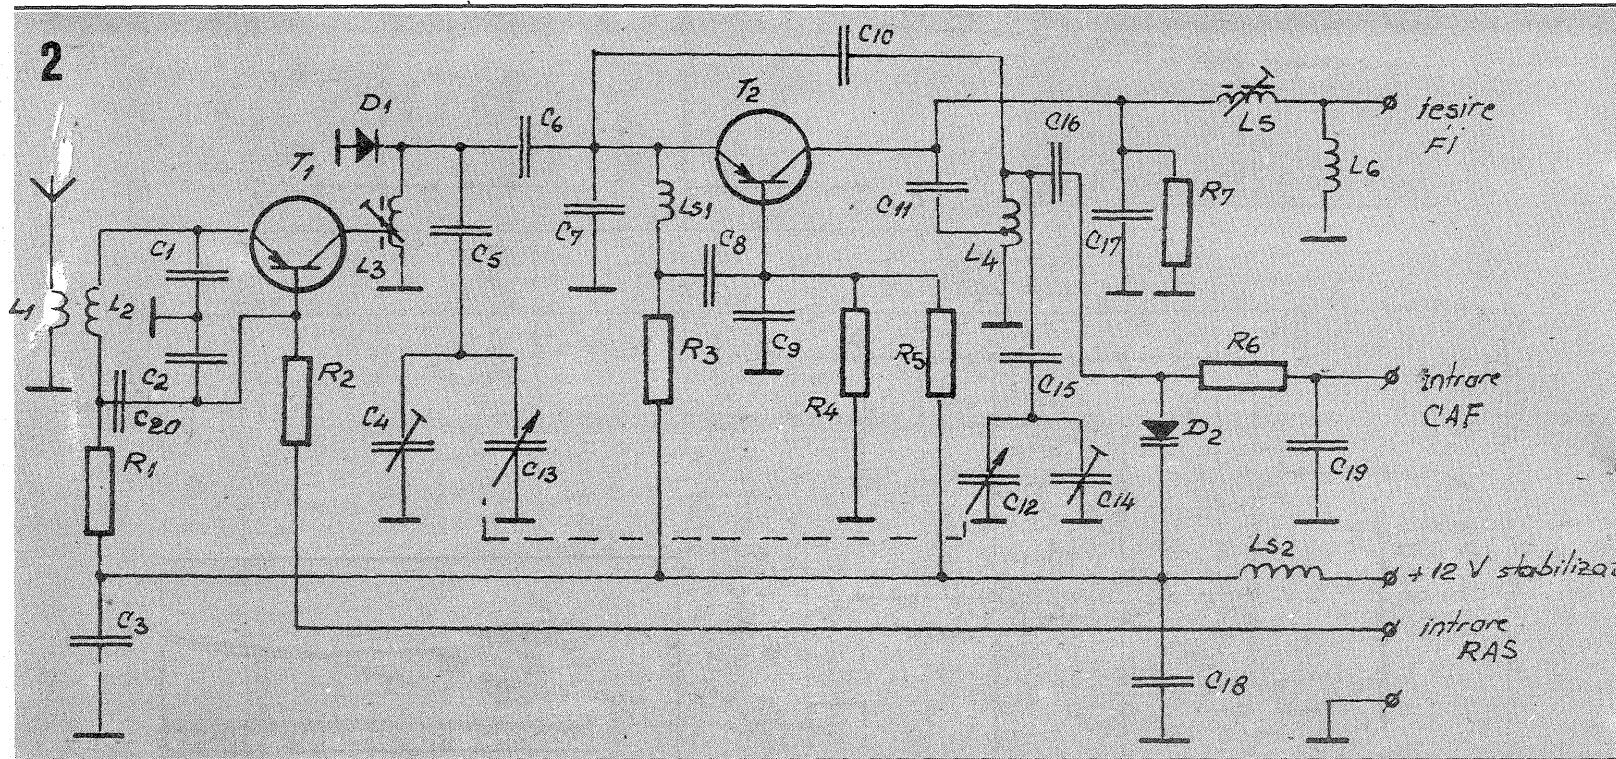 2
C10
D1
C6
T2
C16
L5
iesire
Fi
T1
L6
C1
L3
C5
C7
LS1
C8
C11
L4
C17
R7
L1
L2
C2
C20
R2
R3
C9
R4
R5
C15
R6
intrare
CAF
R1
C4
C13
C12
C14
D2
C19
LS2
+12 V stabilizat
C3
intrare
RAS
C18